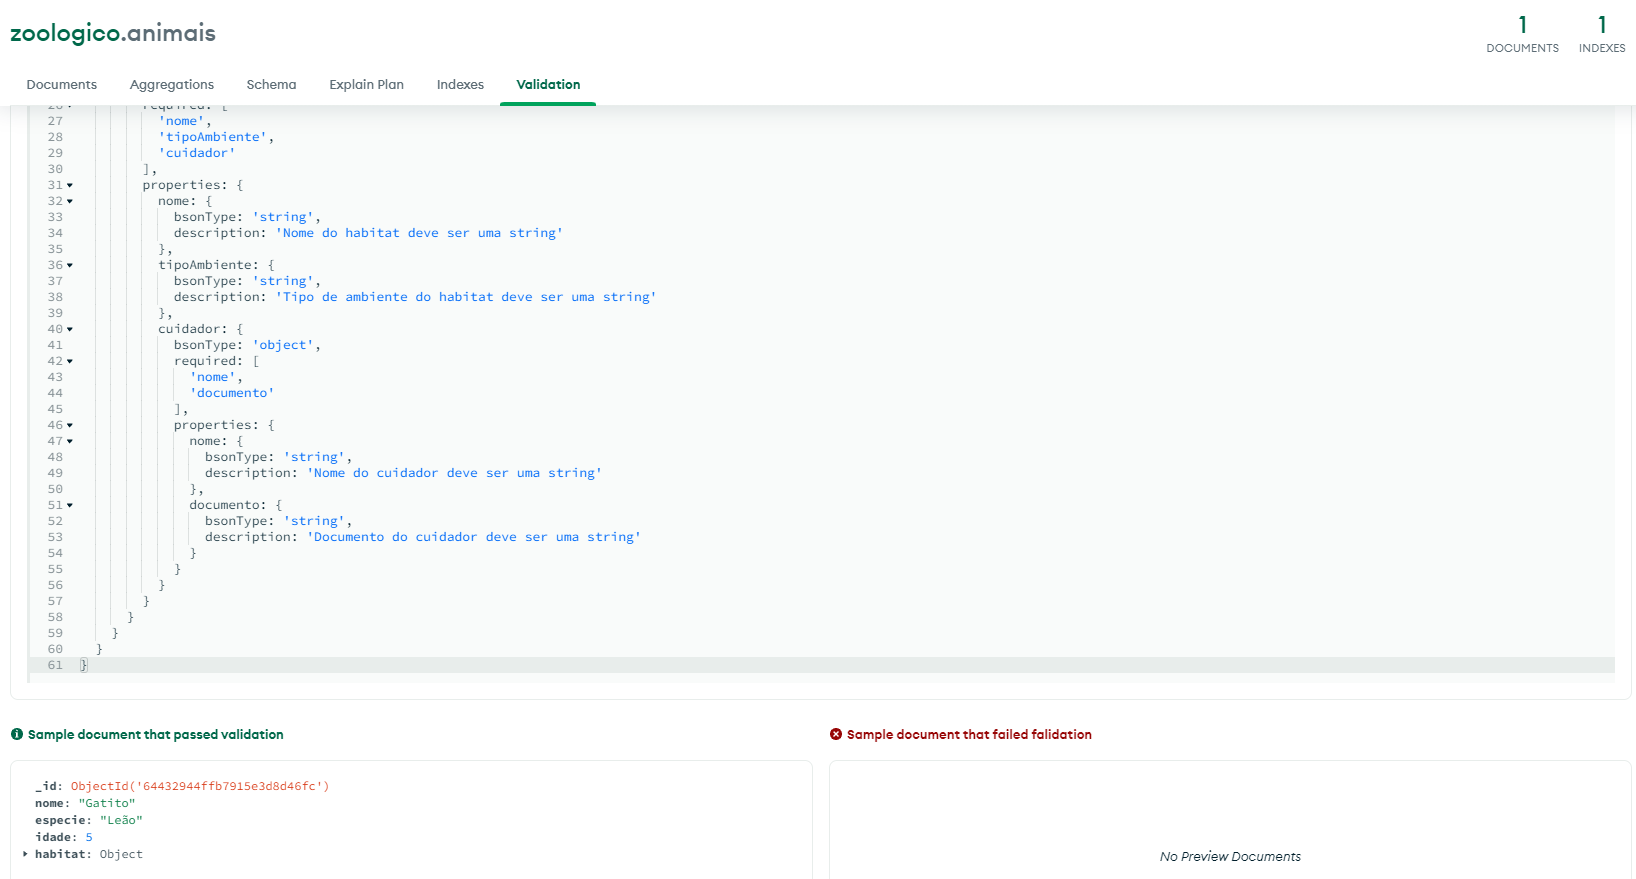 zoologico.animais
1
DOCUMENTS
1
INDEXES
Documents Aggregations Schema Explain Plan Indexes Validation
26 required: [
27 'nome',
28 'tipoAmbiente',
29 'cuidador'
30 ],
31 properties: {
32 nome: {
33 bsonType: 'string',
34 description: 'Nome do habitat deve ser uma string'
35 },
36 tipoAmbiente: {
37 bsonType: 'string',
38 description: 'Tipo de ambiente do habitat deve ser uma string'
39 },
40 cuidador: {
41 bsonType: 'object',
42 required: [
43 'nome',
44 'documento'
45 ],
46 properties: {
47 nome: {
48 bsonType: 'string',
49 description: 'Nome do cuidador deve ser uma string'
50 },
51 documento: {
52 bsonType: 'string',
53 description: 'Documento do cuidador deve ser uma string'
54 }
55 }
56 }
57 }
58 }
59 }
60 }
61 }
Sample document that passed validation
_id: ObjectId('64432944ffb7915e3d8d46fc')
nome: "Gatito"
especie: "Leão"
idade: 5
habitat: Object
Sample document that failed falidation
No Preview Documents